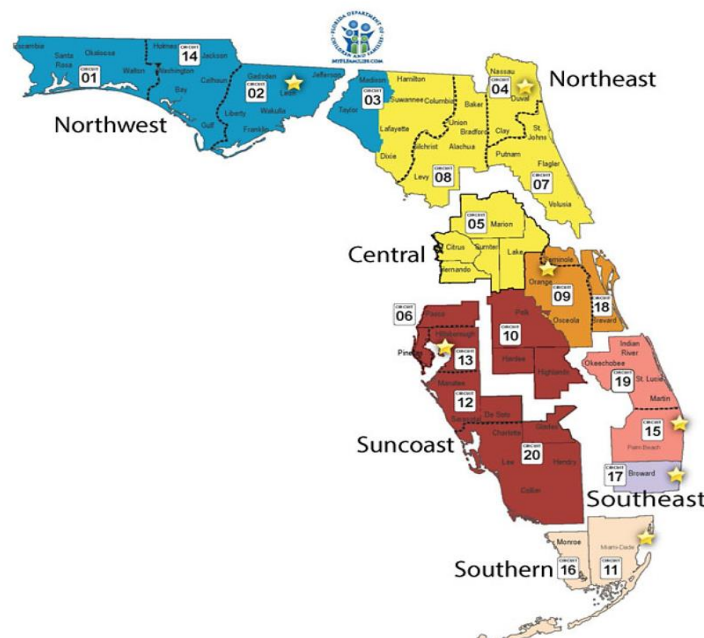 FLORIDA DEPARTMENT OF CHILDREN AND FAMILIES
MYFLFAMILIES.COM
Escambia
Santa Rosa
Okaloosa
Walton
CIRCUIT 01
Holmes
CIRCUIT 14
Jackson
Washington
Calhoun
Bay
Gulf
Northwest
Gadsden
Jefferson
CIRCUIT 02
Leon
Liberty
Wakulla
Franklin
Madison
CIRCUIT 03
Taylor
Hamilton
Suwannee
Columbia
Lafayette
Dixie
Baker
Union
Bradford
Gilchrist
Alachua
Levy
CIRCUIT 08
Nassau
CIRCUIT 04
Duval
Northeast
Clay
St. Johns
Putnam
Flagler
CIRCUIT 07
Volusia
CIRCUIT 05
Marion
Citrus
Sumter
Lake
Hernando
Central
Seminole
Orange
CIRCUIT 09
Osceola
CIRCUIT 18
Brevard
CIRCUIT 06
Pasco
Hillsborough
CIRCUIT 13
Polk
CIRCUIT 10
Hardee
Highlands
Manatee
CIRCUIT 12
Sarasota
De Soto
Suncoast
Charlotte
Glades
CIRCUIT 20
Lee
Hendry
Collier
Indian River
Okeechobee
CIRCUIT 19
St. Lucie
Martin
CIRCUIT 15
Palm Beach
CIRCUIT 17
Broward
Southeast
Southern
Monroe
CIRCUIT 16
Miami-Dade
CIRCUIT 11